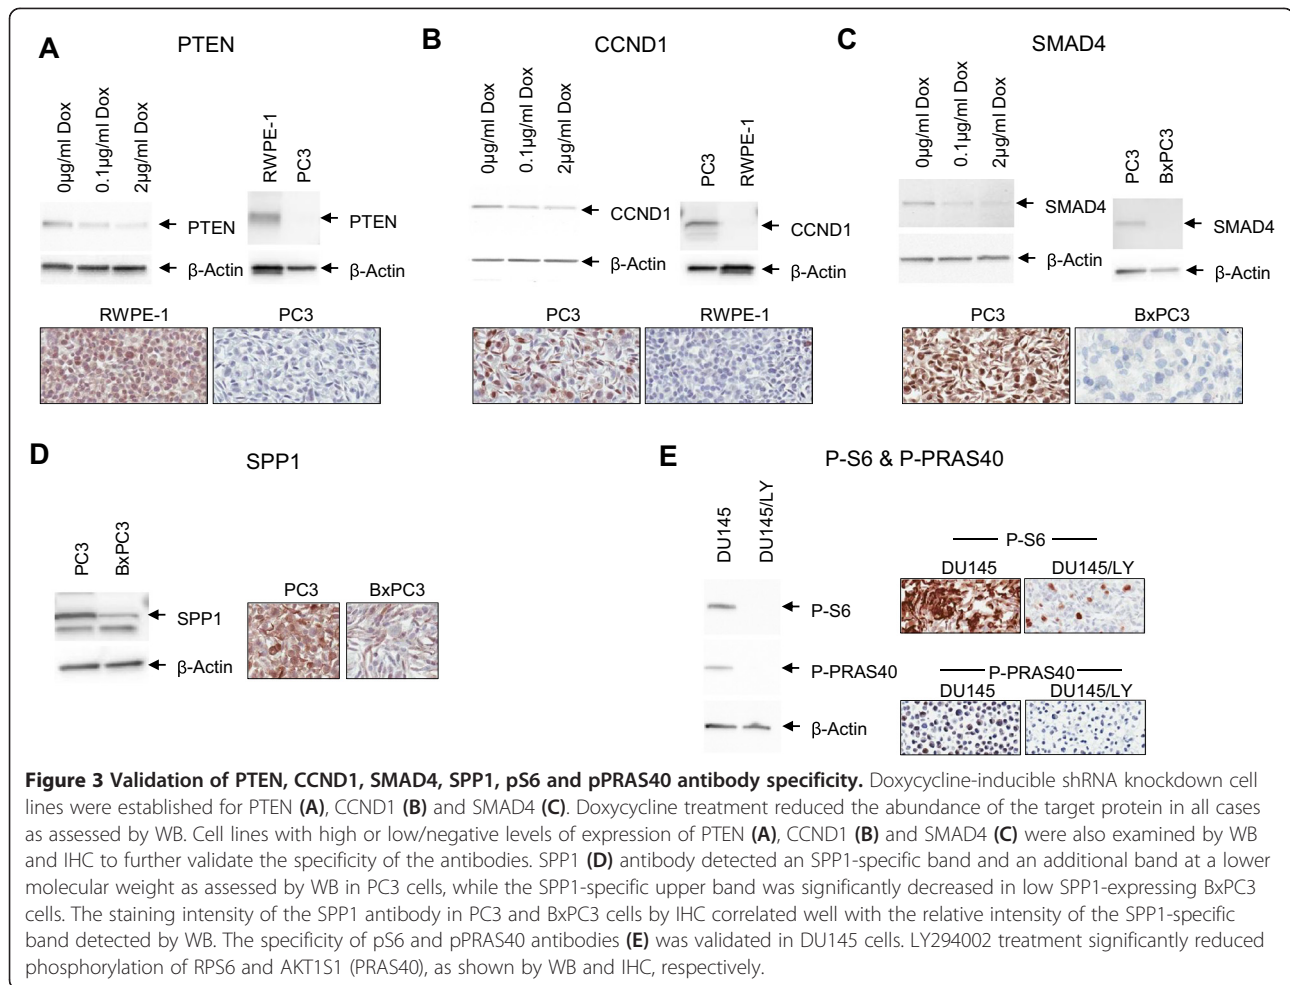 A
PTEN
0µg/ml Dox
0.1µg/ml Dox
2µg/ml Dox
RWPE-1
PC3
PTEN
β-Actin
PTEN
β-Actin
RWPE-1
PC3
B
CCND1
0µg/ml Dox
0.1µg/ml Dox
2µg/ml Dox
PC3
RWPE-1
CCND1
β-Actin
CCND1
β-Actin
PC3
RWPE-1
C
SMAD4
0µg/ml Dox
0.1µg/ml Dox
2µg/ml Dox
PC3
BxPC3
SMAD4
β-Actin
SMAD4
β-Actin
PC3
BxPC3
D
SPP1
PC3
BxPC3
SPP1
β-Actin
PC3
BxPC3
E
P-S6 & P-PRAS40
DU145
DU145/LY
P-S6
P-PRAS40
β-Actin
P-S6
DU145
DU145/LY
P-PRAS40
DU145
DU145/LY
Figure 3 Validation of PTEN, CCND1, SMAD4, SPP1, pS6 and pPRAS40 antibody specificity. Doxycycline-inducible shRNA knockdown cell
lines were established for PTEN (A), CCND1 (B) and SMAD4 (C). Doxycycline treatment reduced the abundance of the target protein in all cases
as assessed by WB. Cell lines with high or low/negative levels of expression of PTEN (A), CCND1 (B) and SMAD4 (C) were also examined by WB
and IHC to further validate the specificity of the antibodies. SPP1 (D) antibody detected an SPP1-specific band and an additional band at a lower
molecular weight as assessed by WB in PC3 cells, while the SPP1-specific upper band was significantly decreased in low SPP1-expressing BxPC3
cells. The staining intensity of the SPP1 antibody in PC3 and BxPC3 cells by IHC correlated well with the relative intensity of the SPP1-specific
band detected by WB. The specificity of pS6 and pPRAS40 antibodies (E) was validated in DU145 cells. LY294002 treatment significantly reduced
phosphorylation of RPS6 and AKT1S1 (PRAS40), as shown by WB and IHC, respectively.